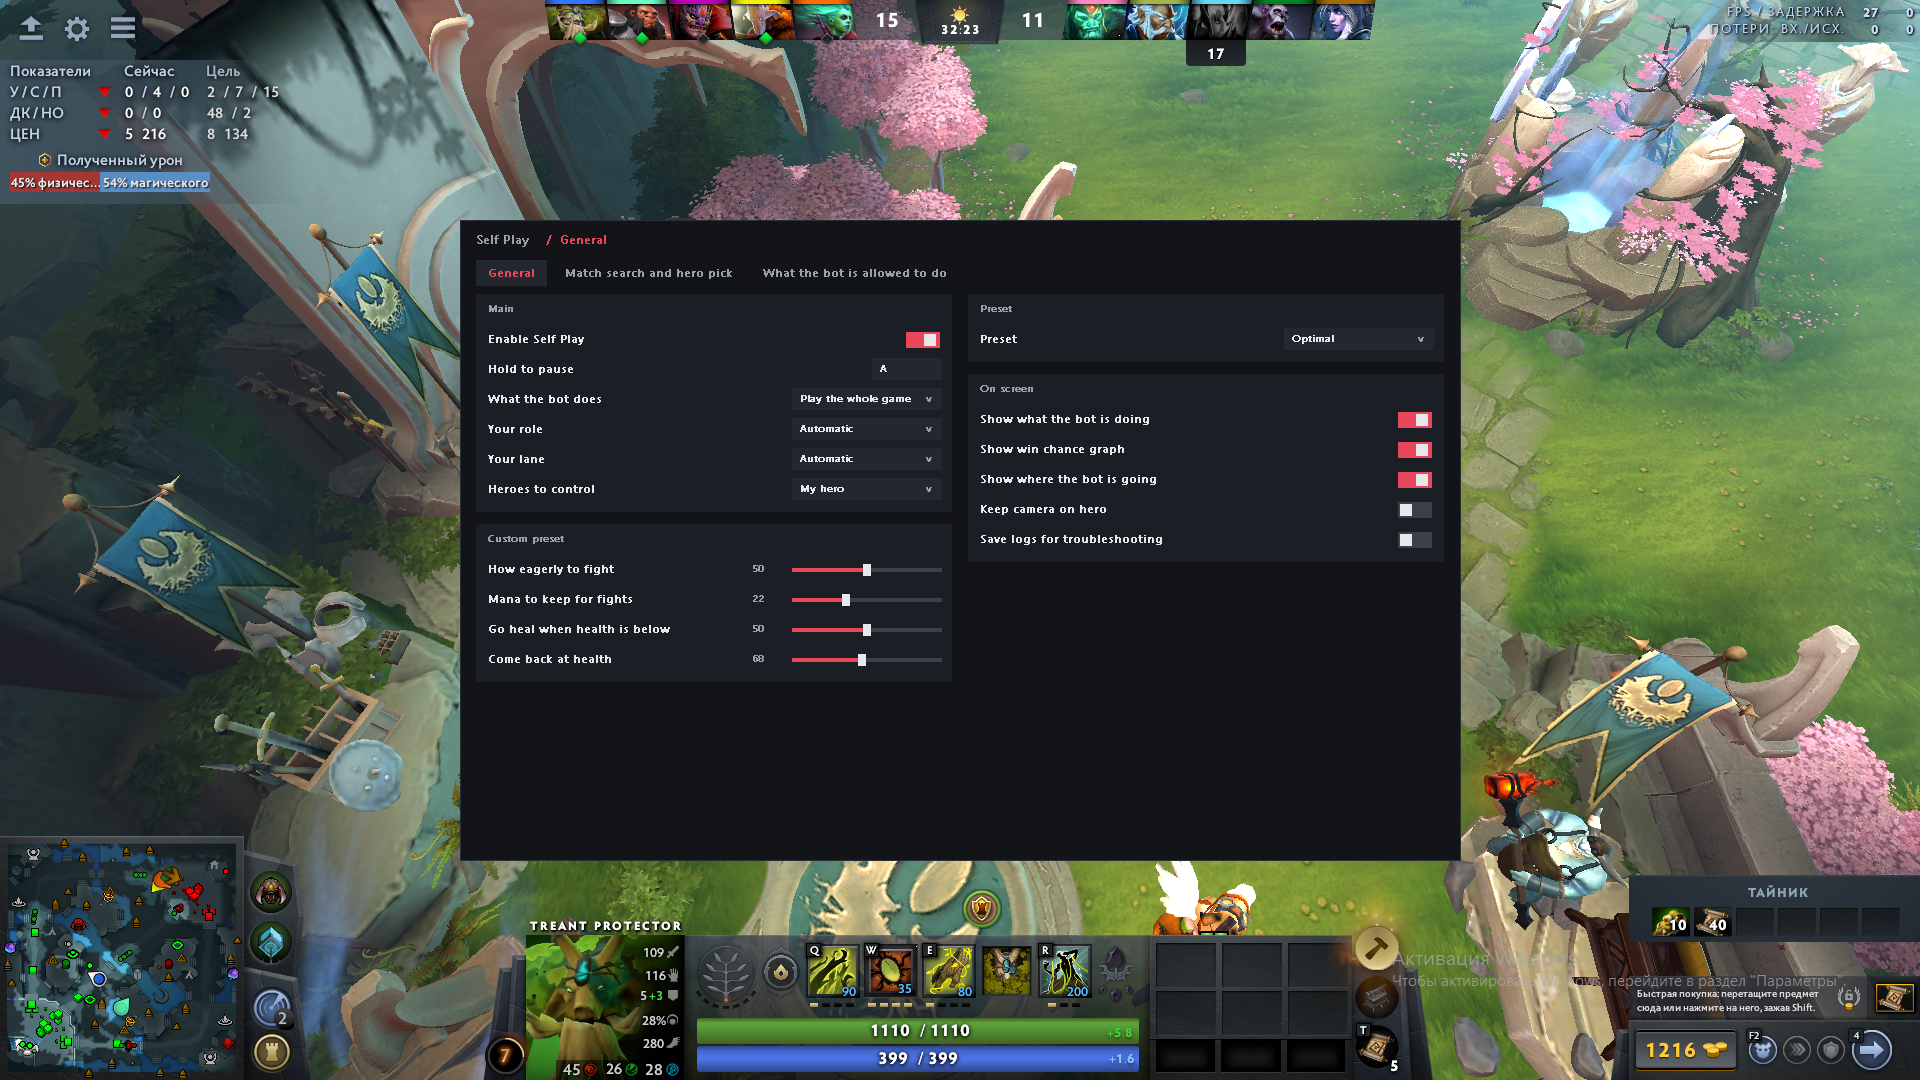 15
32:23
11
17
FPS / ЗАДЕРЖКА 27 0
ПОТЕРИ: ВХ./ИСХ. 0 0
Показатели Сейчас Цель
У/С/П 0 / 4 / 0 2 / 7 / 15
ДК/НО 0 / 0 48 / 2
ЦЕН 5 216 8 134
Полученный урон
45% физичес... 54% магического
Self Play / General
General Match search and hero pick What the bot is allowed to do
Main
Enable Self Play
Hold to pause A
What the bot does Play the whole game
Your role Automatic
Your lane Automatic
Heroes to control My hero
Custom preset
How eagerly to fight 50
Mana to keep for fights 22
Go heal when health is below 50
Come back at health 68
Preset
Preset Optimal
On screen
Show what the bot is doing
Show win chance graph
Show where the bot is going
Keep camera on hero
Save logs for troubleshooting
TREANT PROTECTOR
109
116
5+3
28%
280
7
45 26 28
Q 90
W 35
E 80
R 200
1110 / 1110 +5.8
399 / 399 +1.6
2
T
5
ТАЙНИК
10 40
Активация Windows
Чтобы активировать Windows, перейдите в раздел "Параметры".
Быстрая покупка: перетащите предмет
сюда или нажмите на него, зажав Shift.
1216
F2
4